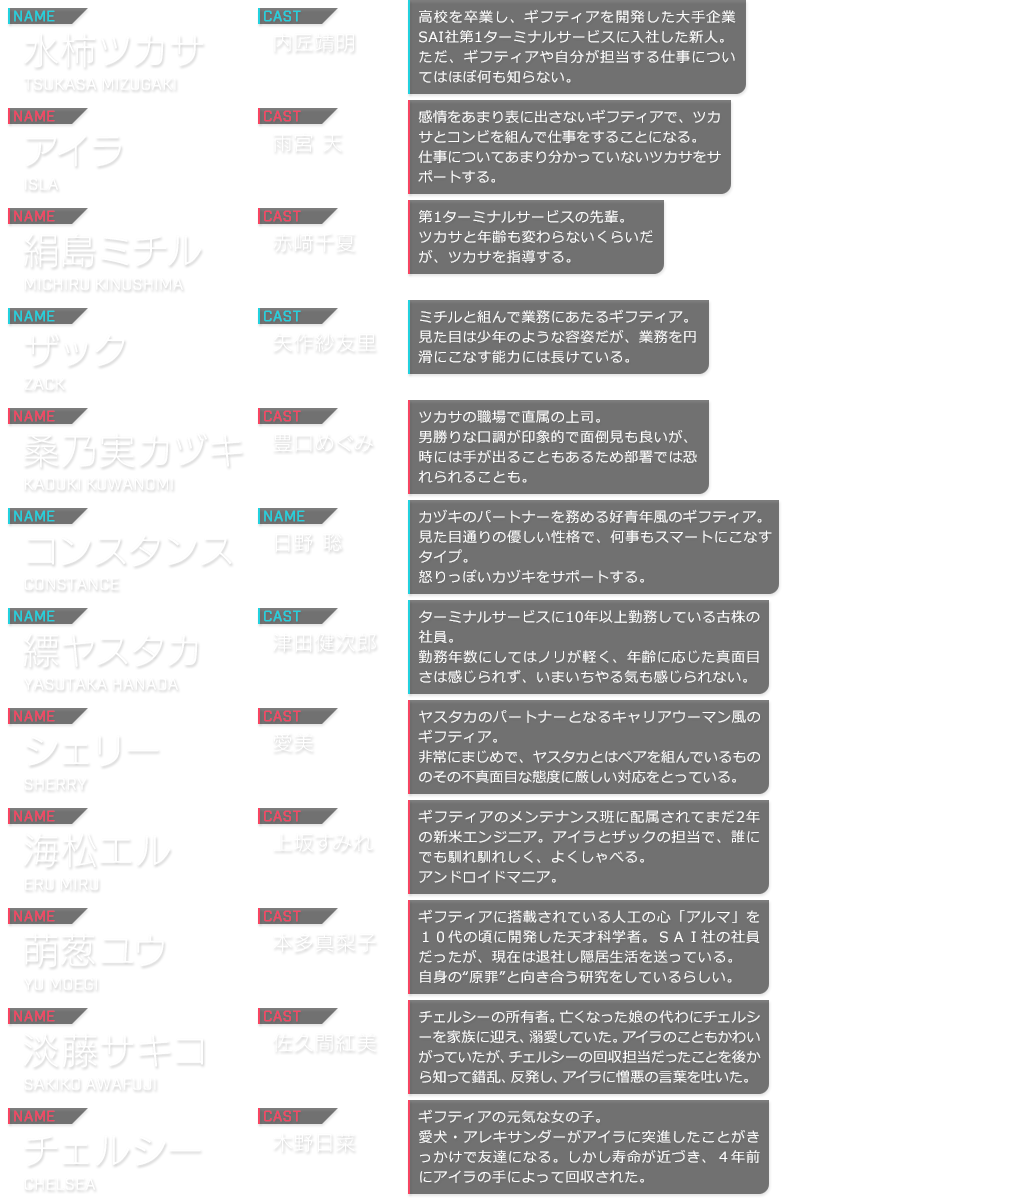 NAME
水柿ツカサ
TSUKASA MIZUGAKI
CAST
内匠靖明
高校を卒業し、ギフティアを開発した大手企業
SAI社第1ターミナルサービスに入社した新人。
ただ、ギフティアや自分が担当する仕事につい
てはほぼ何も知らない。
NAME
アイラ
ISLA
CAST
雨宮 天
感情をあまり表に出さないギフティアで、ツカ
サとコンビを組んで仕事をすることになる。
仕事についてあまり分かっていないツカサをサ
ポートする。
NAME
絹島ミチル
MICHIRU KINUSHIMA
CAST
赤﨑千夏
第1ターミナルサービスの先輩。
ツカサと年齢も変わらないくらいだ
が、ツカサを指導する。
NAME
ザック
ZACK
CAST
矢作紗友里
ミチルと組んで業務にあたるギフティア。
見た目は少年のような容姿だが、業務を円
滑にこなす能力には長けている。
NAME
桑乃実カヅキ
KADUKI KUWANOMI
CAST
豊口めぐみ
ツカサの職場で直属の上司。
男勝りな口調が印象的で面倒見も良いが、
時には手が出ることもあるため部署では恐
れられることも。
NAME
コンスタンス
CONSTANCE
NAME
日野 聡
カヅキのパートナーを務める好青年風のギフティア。
見た目通りの優しい性格で、何事もスマートにこなす
タイプ。
怒りっぽいカヅキをサポートする。
NAME
縹ヤスタカ
YASUTAKA HANADA
CAST
津田健次郎
ターミナルサービスに10年以上勤務している古株の
社員。
勤務年数にしてはノリが軽く、年齢に応じた真面目
さは感じられず、いまいちやる気も感じられない。
NAME
シェリー
SHERRY
CAST
愛美
ヤスタカのパートナーとなるキャリアウーマン風の
ギフティア。
非常にまじめで、ヤスタカとはペアを組んでいるもの
のその不真面目な態度に厳しい対応をとっている。
NAME
海松エル
ERU MIRU
CAST
上坂すみれ
ギフティアのメンテナンス班に配属されてまだ2年
の新米エンジニア。アイラとザックの担当で、誰に
でも馴れ馴れしく、よくしゃべる。
アンドロイドマニア。
NAME
萌葱ユウ
YU MOEGI
CAST
本多真梨子
ギフティアに搭載されている人工の心「アルマ」を
１０代の頃に開発した天才科学者。ＳＡＩ社の社員
だったが、現在は退社し隠居生活を送っている。
自身の“原罪”と向き合う研究をしているらしい。
NAME
淡藤サキコ
SAKIKO AWAFUJI
CAST
佐久間紅美
チェルシーの所有者。亡くなった娘の代わにチェルシ
ーを家族に迎え、溺愛していた。アイラのこともかわい
がっていたが、チェルシーの回収担当だったことを後か
ら知って錯乱、反発し、アイラに憎悪の言葉を吐いた。
NAME
チェルシー
CHELSEA
CAST
木野日菜
ギフティアの元気な女の子。
愛犬・アレキサンダーがアイラに突進したことがき
っかけで友達になる。しかし寿命が近づき、４年前
にアイラの手によって回収された。